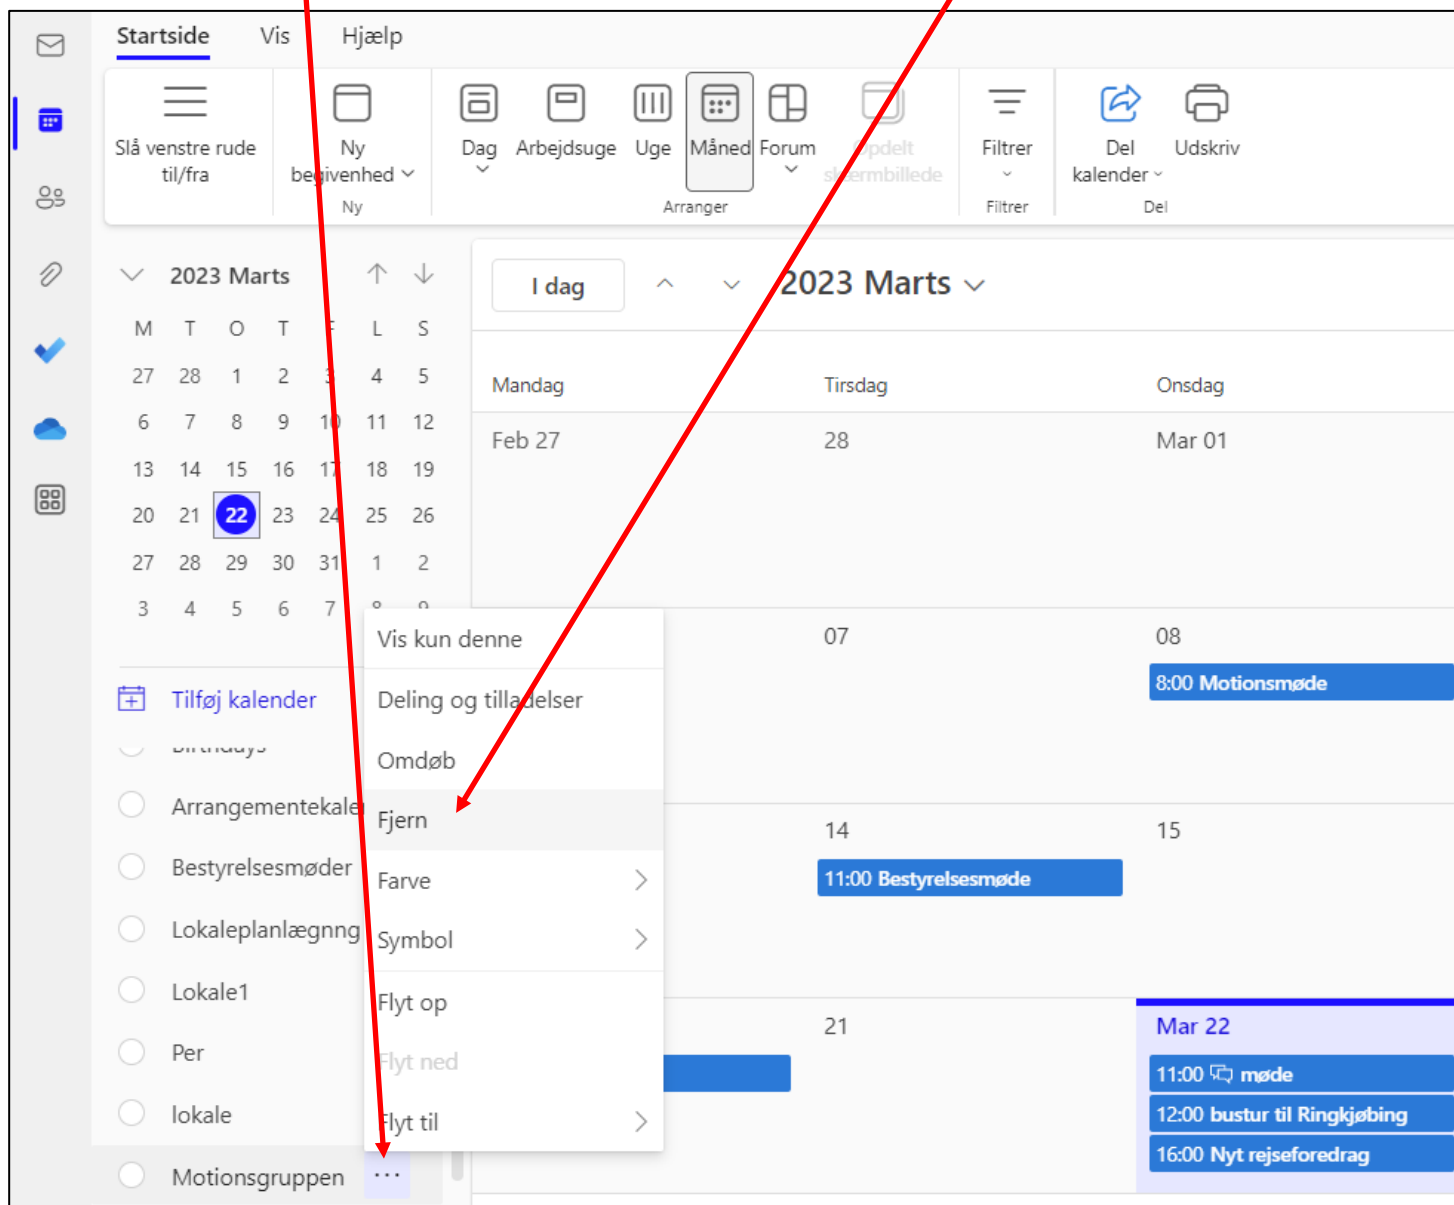 Startside Vis Hjælp
Slå venstre rude til/fra
Ny begivenhed
Ny
Dag Arbejdsuge Uge Måned Forum Opdelt skærmbillede
Arranger
Filtrer
Filtrer
Del kalender Udskriv
Del
2023 Marts
M T O T F L S
27 28 1 2 3 4 5
6 7 8 9 10 11 12
13 14 15 16 17 18 19
20 21 22 23 24 25 26
27 28 29 30 31 1 2
3 4 5 6 7 8 9
Tilføj kalender
Birthdays
Arrangementekale
Bestyrelsesmøder
Lokaleplanlægnng
Lokale1
Per
lokale
Motionsgruppen ...
Vis kun denne
Deling og tilladelser
Omdøb
Fjern
Farve
Symbol
Flyt op
Flyt ned
Flyt til
I dag 2023 Marts
Mandag Tirsdag Onsdag
Feb 27 28 Mar 01
07 08
8:00 Motionsmøde
14 15
11:00 Bestyrelsesmøde
21 Mar 22
11:00 møde
12:00 bustur til Ringkjøbing
16:00 Nyt rejseforedrag